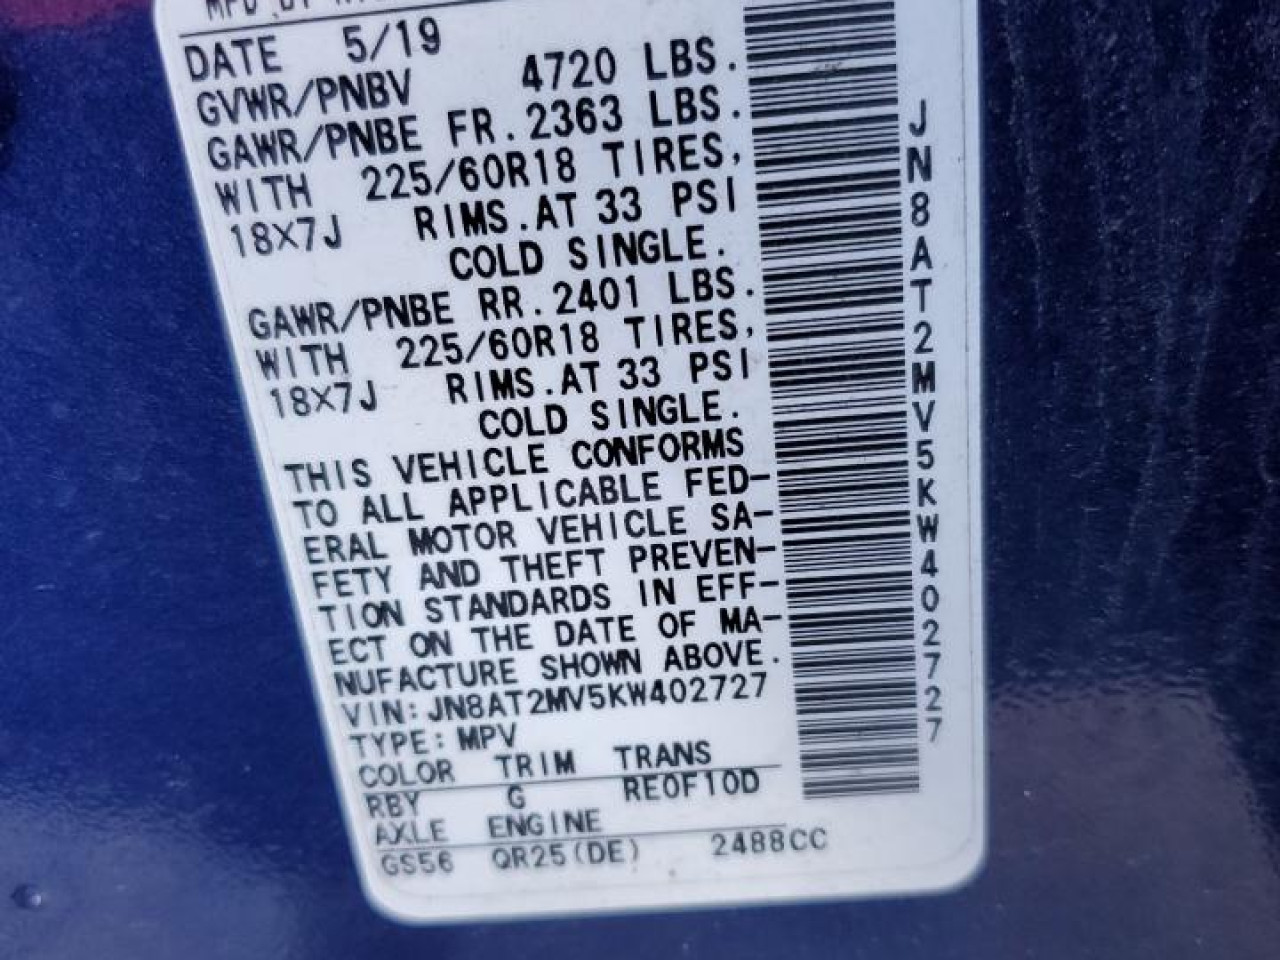 DATE 5/19
GVWR/PNBV 4720 LBS.
GAWR/PNBE FR. 2363 LBS.
WITH 225/60R18 TIRES,
18X7J RIMS. AT 33 PSI
COLD SINGLE.
GAWR/PNBE RR. 2401 LBS.
WITH 225/60R18 TIRES,
18X7J RIMS. AT 33 PSI
COLD SINGLE.
THIS VEHICLE CONFORMS
TO ALL APPLICABLE FED-
ERAL MOTOR VEHICLE SA-
FETY AND THEFT PREVEN-
TION STANDARDS IN EFF-
ECT ON THE DATE OF MA-
NUFACTURE SHOWN ABOVE.
VIN: JN8AT2MV5KW402727
TYPE: MPV
COLOR TRIM TRANS
RBY G RE0F10D
AXLE ENGINE
GS56 QR25(DE) 2488CC
JN8AT2MV5KW402727